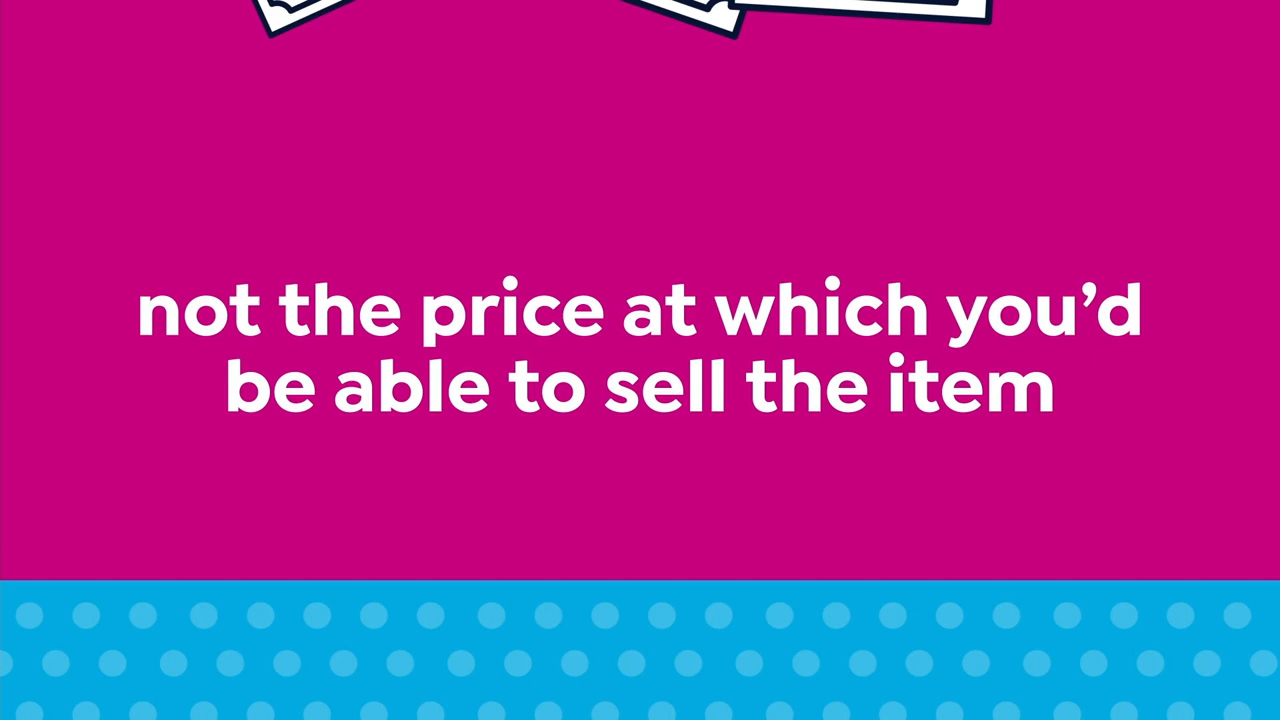 not the price at which you’d
be able to sell the item